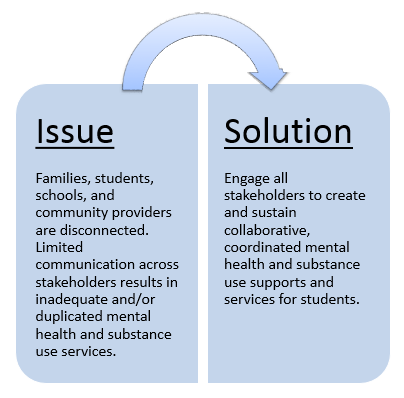 Issue
Families, students,
schools, and
community providers
are disconnected.
Limited
communication across
stakeholders results in
inadequate and/or
duplicated mental
health and substance
use services.
Solution
Engage all
stakeholders to create
and sustain
collaborative,
coordinated mental
health and substance
use supports and
services for students.